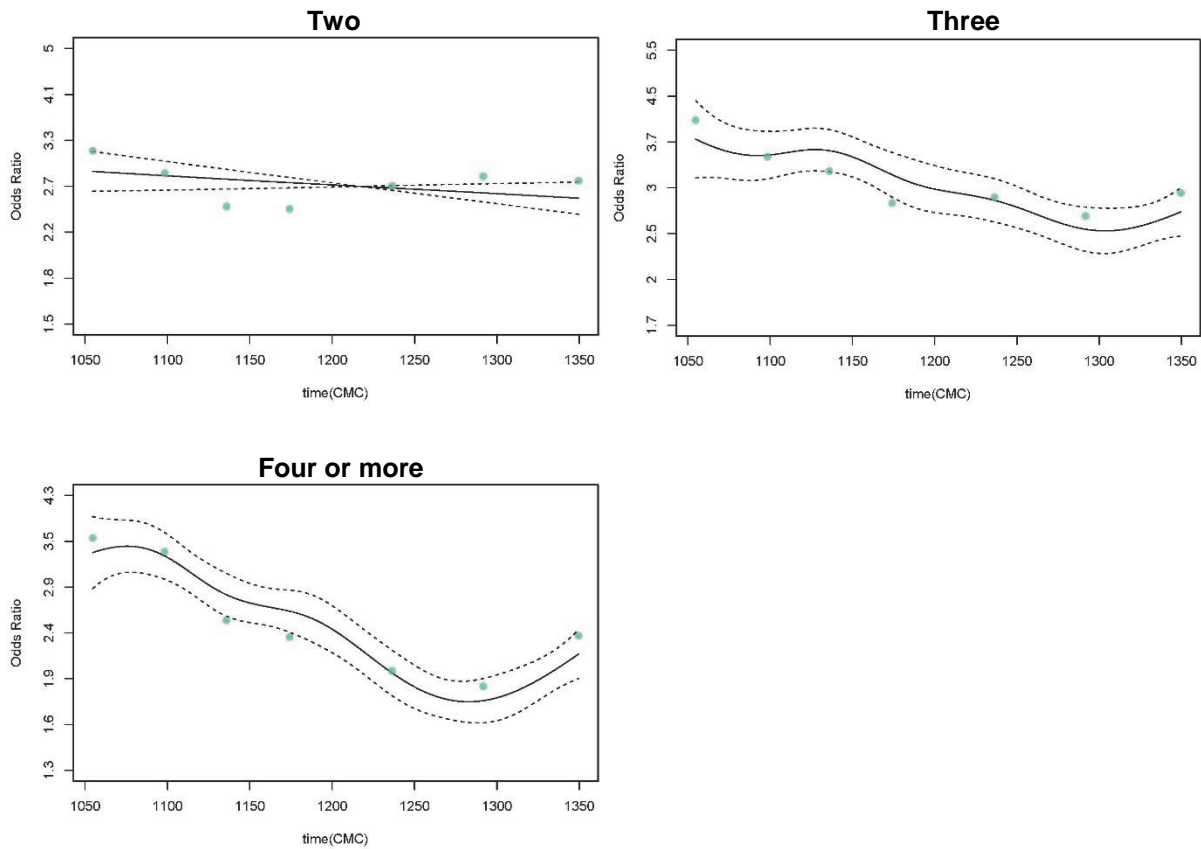 Two
Odds Ratio
5
4.1
3.3
2.7
2.2
1.8
1.5
1050 1100 1150 1200 1250 1300 1350
time(CMC)
Three
Odds Ratio
5.5
4.5
3.7
3
2.5
2
1.7
1050 1100 1150 1200 1250 1300 1350
time(CMC)
Four or more
Odds Ratio
4.3
3.5
2.9
2.4
1.9
1.6
1.3
1050 1100 1150 1200 1250 1300 1350
time(CMC)